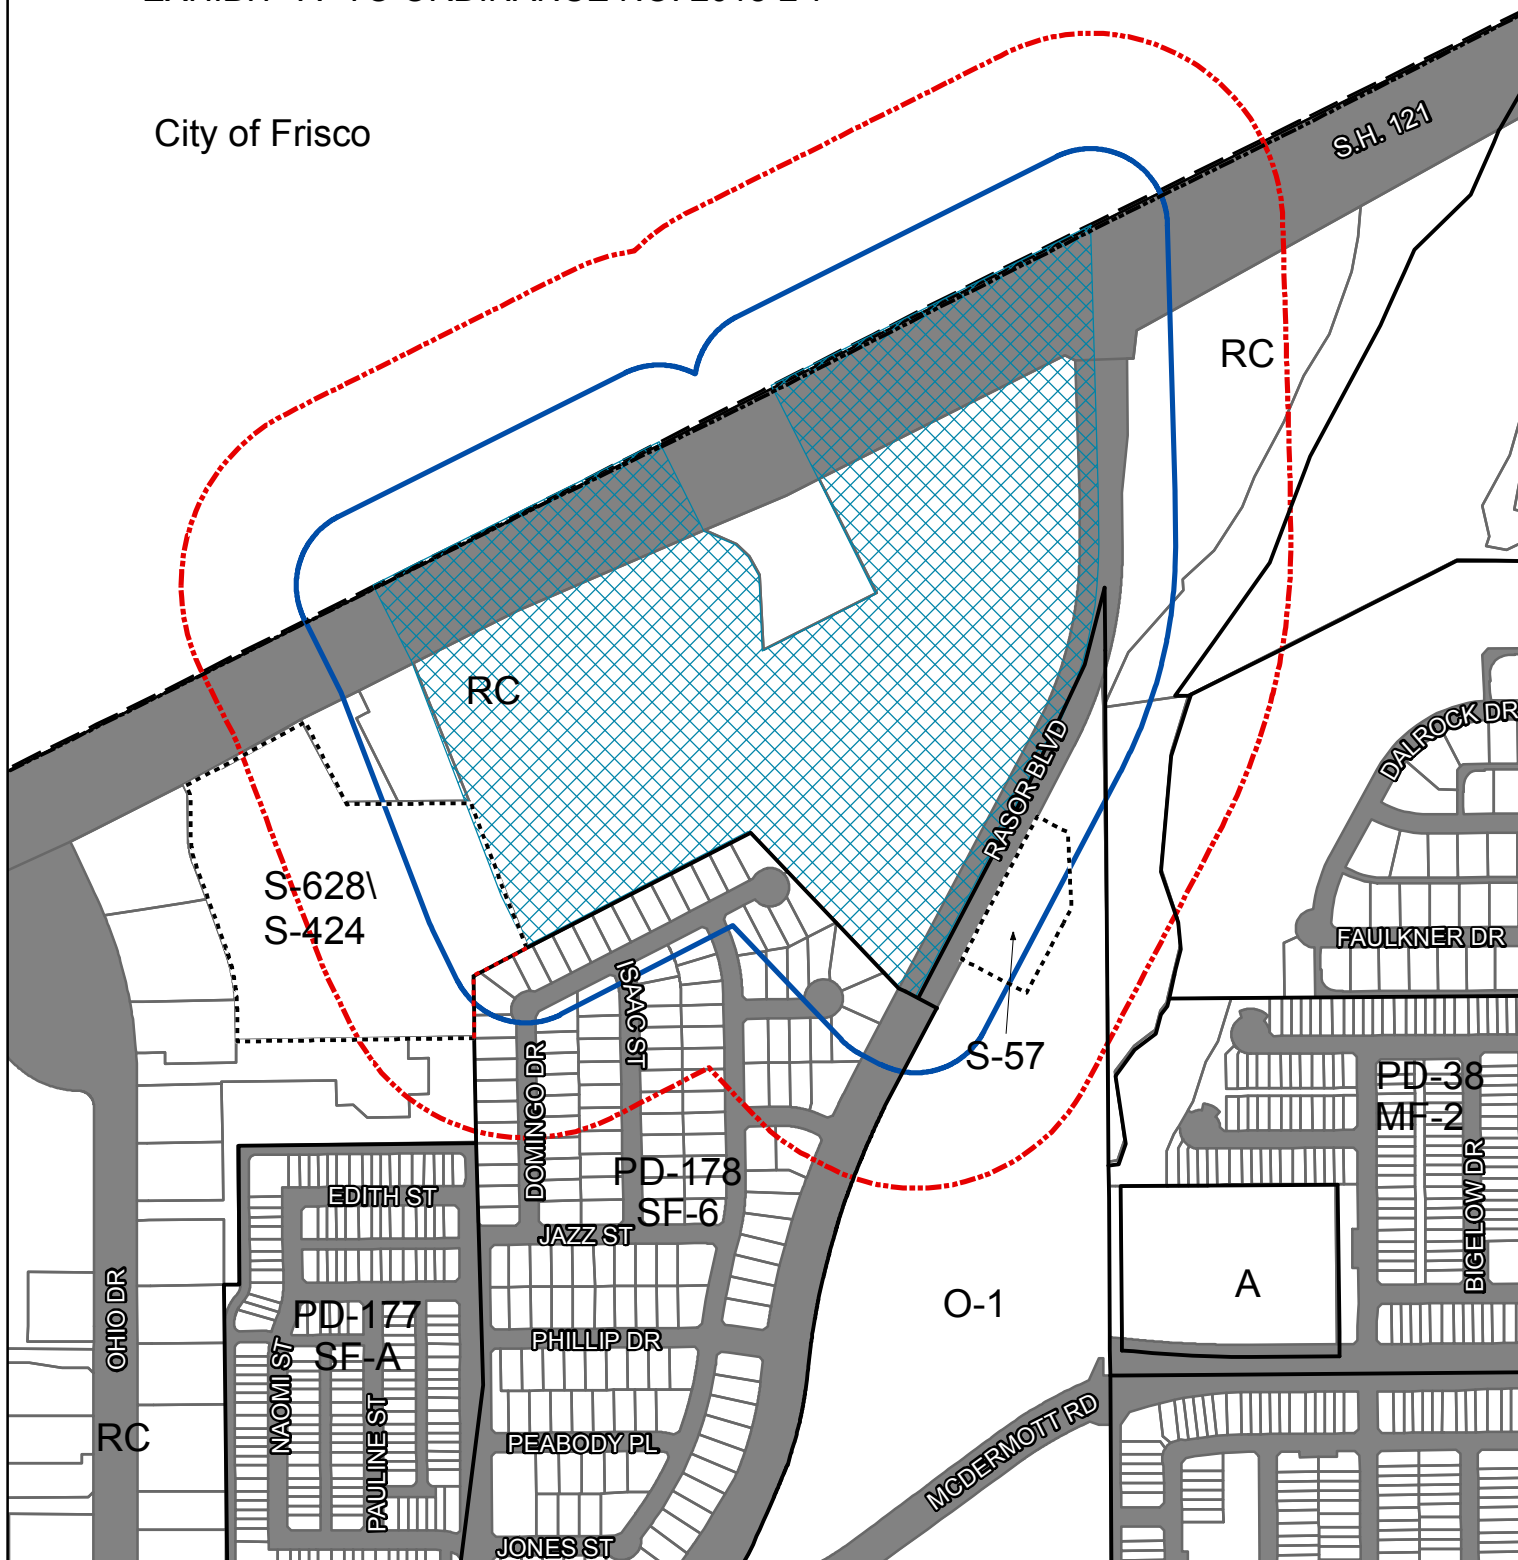 City of Frisco
S.H. 121
RC
RC
RASOR BLVD
DALROCK DR
S-628\
S-424
FAULKNER DR
ISAAC ST
S-57
DOMINGO DR
PD-38
MF-2
PD-178
SF-6
EDITH ST
JAZZ ST
BIGELOW DR
A
O-1
OHIO DR
PD-177
SF-A
PHILLIP DR
NAOMI ST
PAULINE ST
RC
PEABODY PL
MCDERMOTT RD
JONES ST